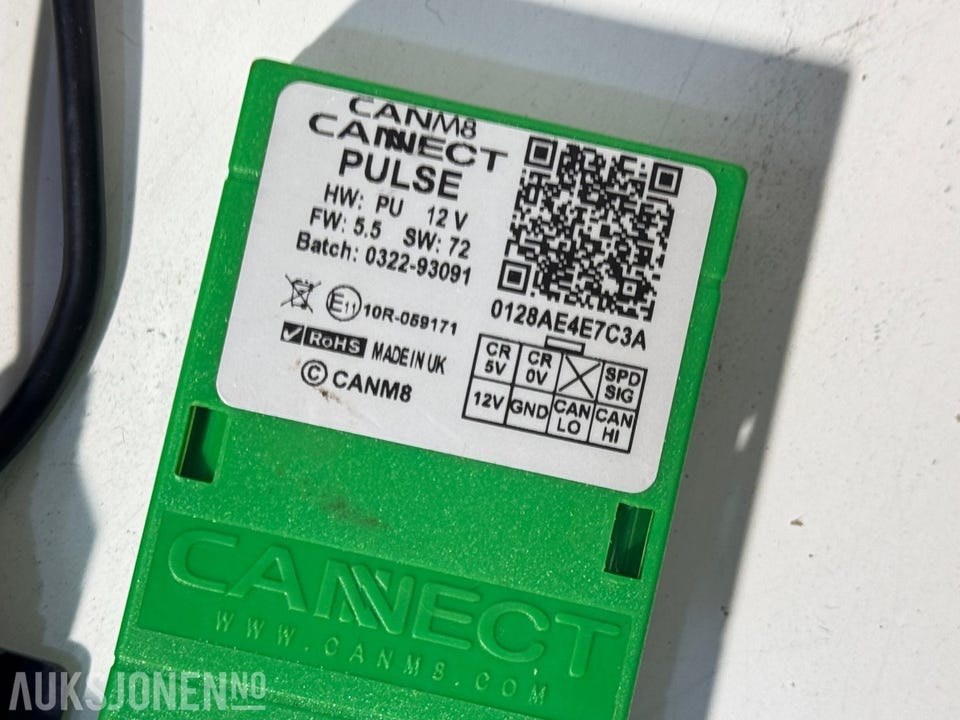 CANM8
CANNECT
PULSE
HW: PU 12 V
FW: 5.5 SW: 72
Batch: 0322-93091
E11 10R-059171
RoHS MADE IN UK
© CANM8
0128AE4E7C3A
CR 5V CR 0V SPD SIG
12V GND CAN LO CAN HI
CANNECT
WWW.CANM8.COM
AUKSJONEN.NO